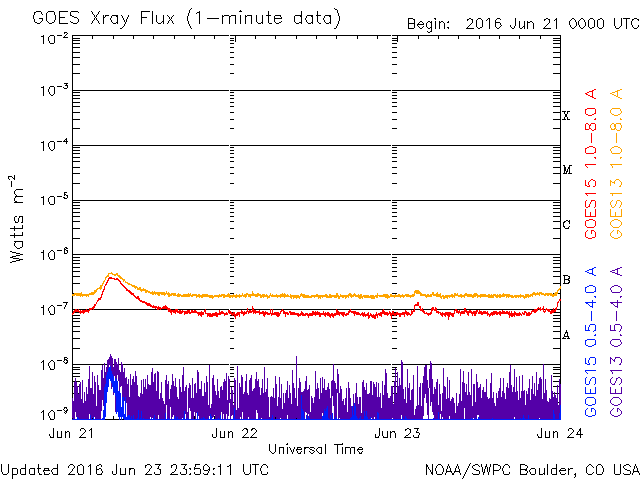 GOES Xray Flux (1-minute data)
Begin: 2016 Jun 21 0000 UTC
10-2
10-3
10-4
10-5
10-6
10-7
10-8
10-9
Watts m-2
X
M
C
B
A
GOES15 1.0-8.0 A
GOES13 1.0-8.0 A
GOES15 0.5-4.0 A
GOES13 0.5-4.0 A
Jun 21
Jun 22
Jun 23
Jun 24
Universal Time
Updated 2016 Jun 23 23:59:11 UTC
NOAA/SWPC Boulder, CO USA